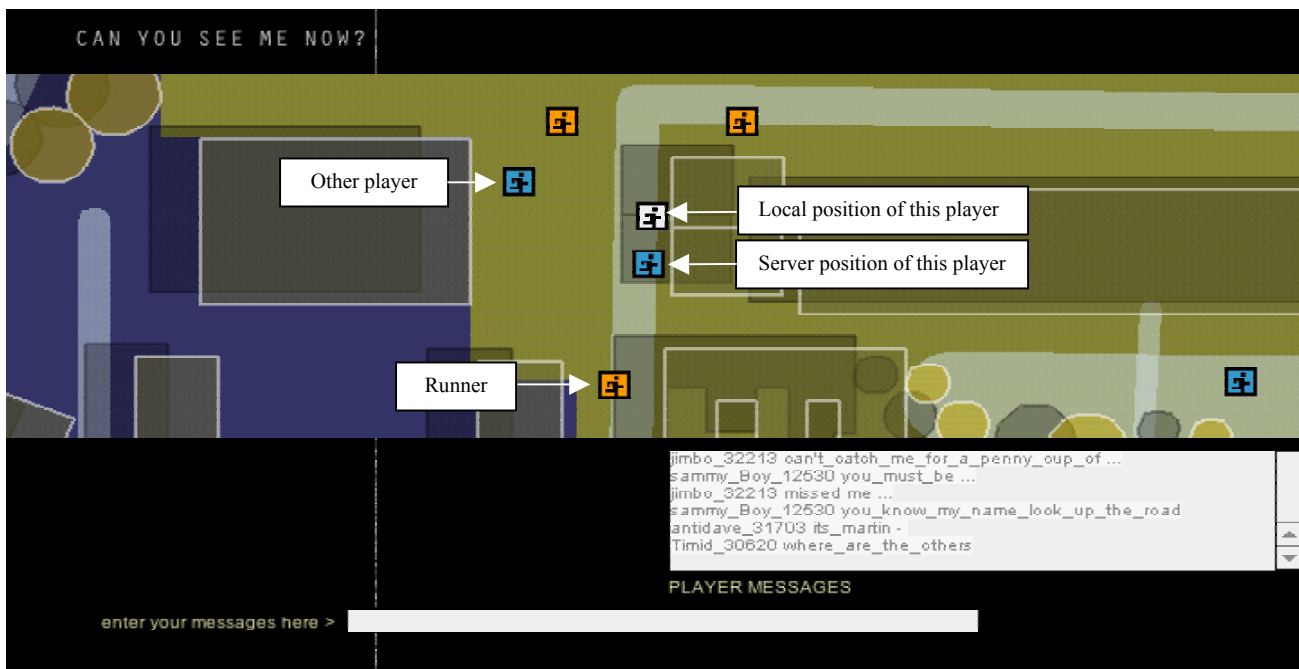 CAN YOU SEE ME NOW?
Other player
Local position of this player
Server position of this player
Runner
jimbo_32213 can't_catch_me_for_a_penny_cup_of ...
sammy_Boy_12530 you_must_be ...
jimbo_32213 missed me ...
sammy_Boy_12530 you_know_my_name_look_up_the_road
antidave_31703 its_martin -
Timid_30620 where_are_the_others
PLAYER MESSAGES
enter your messages here >